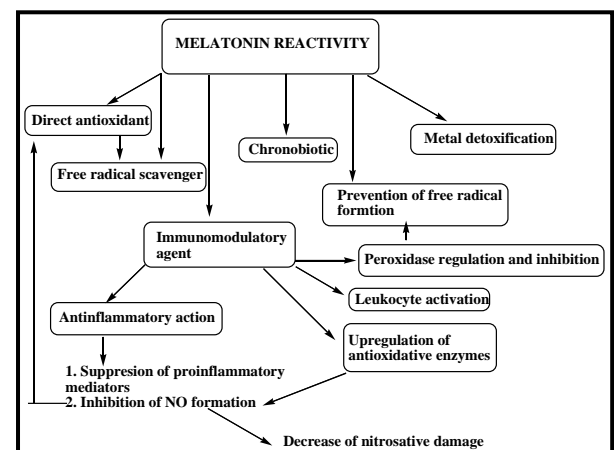 MELATONIN REACTIVITY
Direct antioxidant
Metal detoxification
Chronobiotic
Free radical scavenger
Prevention of free radical
formtion
Immunomodulatory
agent
Peroxidase regulation and inhibition
Leukocyte activation
Antinflammatory action
Upregulation of
antioxidative enzymes
1. Suppresion of proinflammatory
mediators
2. Inhibition of NO formation
Decrease of nitrosative damage